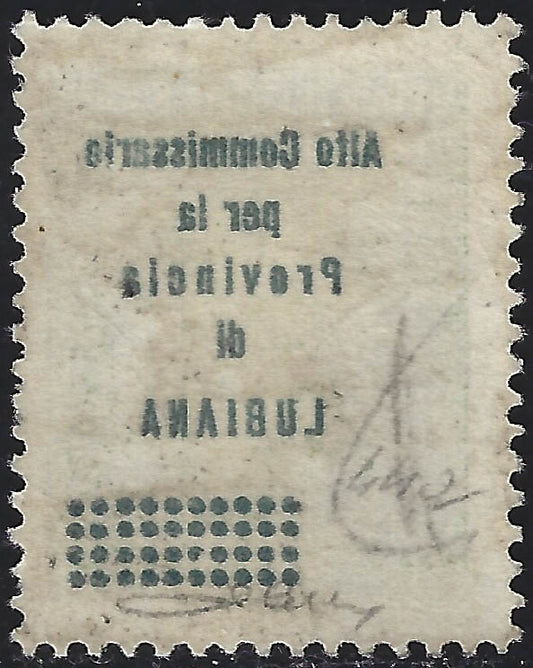 Alto Commissario
per la
Provincia
di
LUBIANA